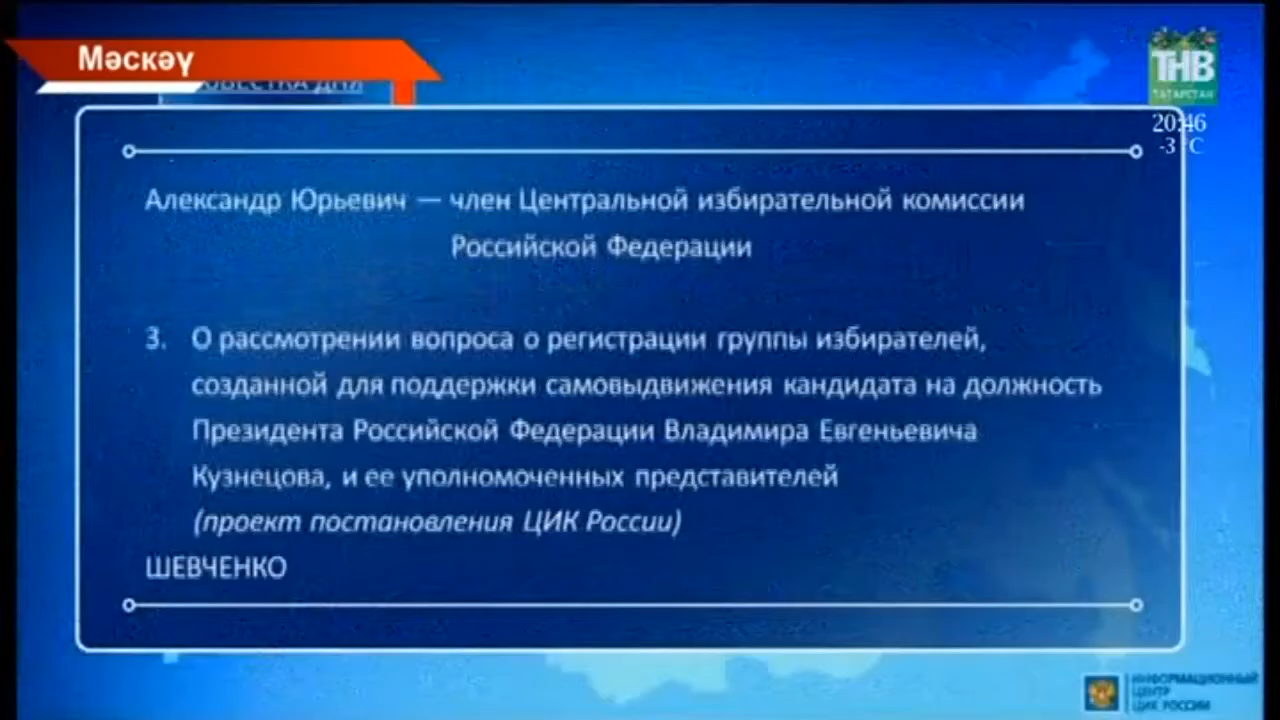 Мәскәү
ТНВ
ТАТАРСТАН
20:46
-3 °C
Александр Юрьевич — член Центральной избирательной комиссии
Российской Федерации
3. О рассмотрении вопроса о регистрации группы избирателей,
созданной для поддержки самовыдвижения кандидата на должность
Президента Российской Федерации Владимира Евгеньевича
Кузнецова, и ее уполномоченных представителей
(проект постановления ЦИК России)
ШЕВЧЕНКО
ИНФОРМАЦИОННЫЙ
ЦЕНТР
ЦИК РОССИИ